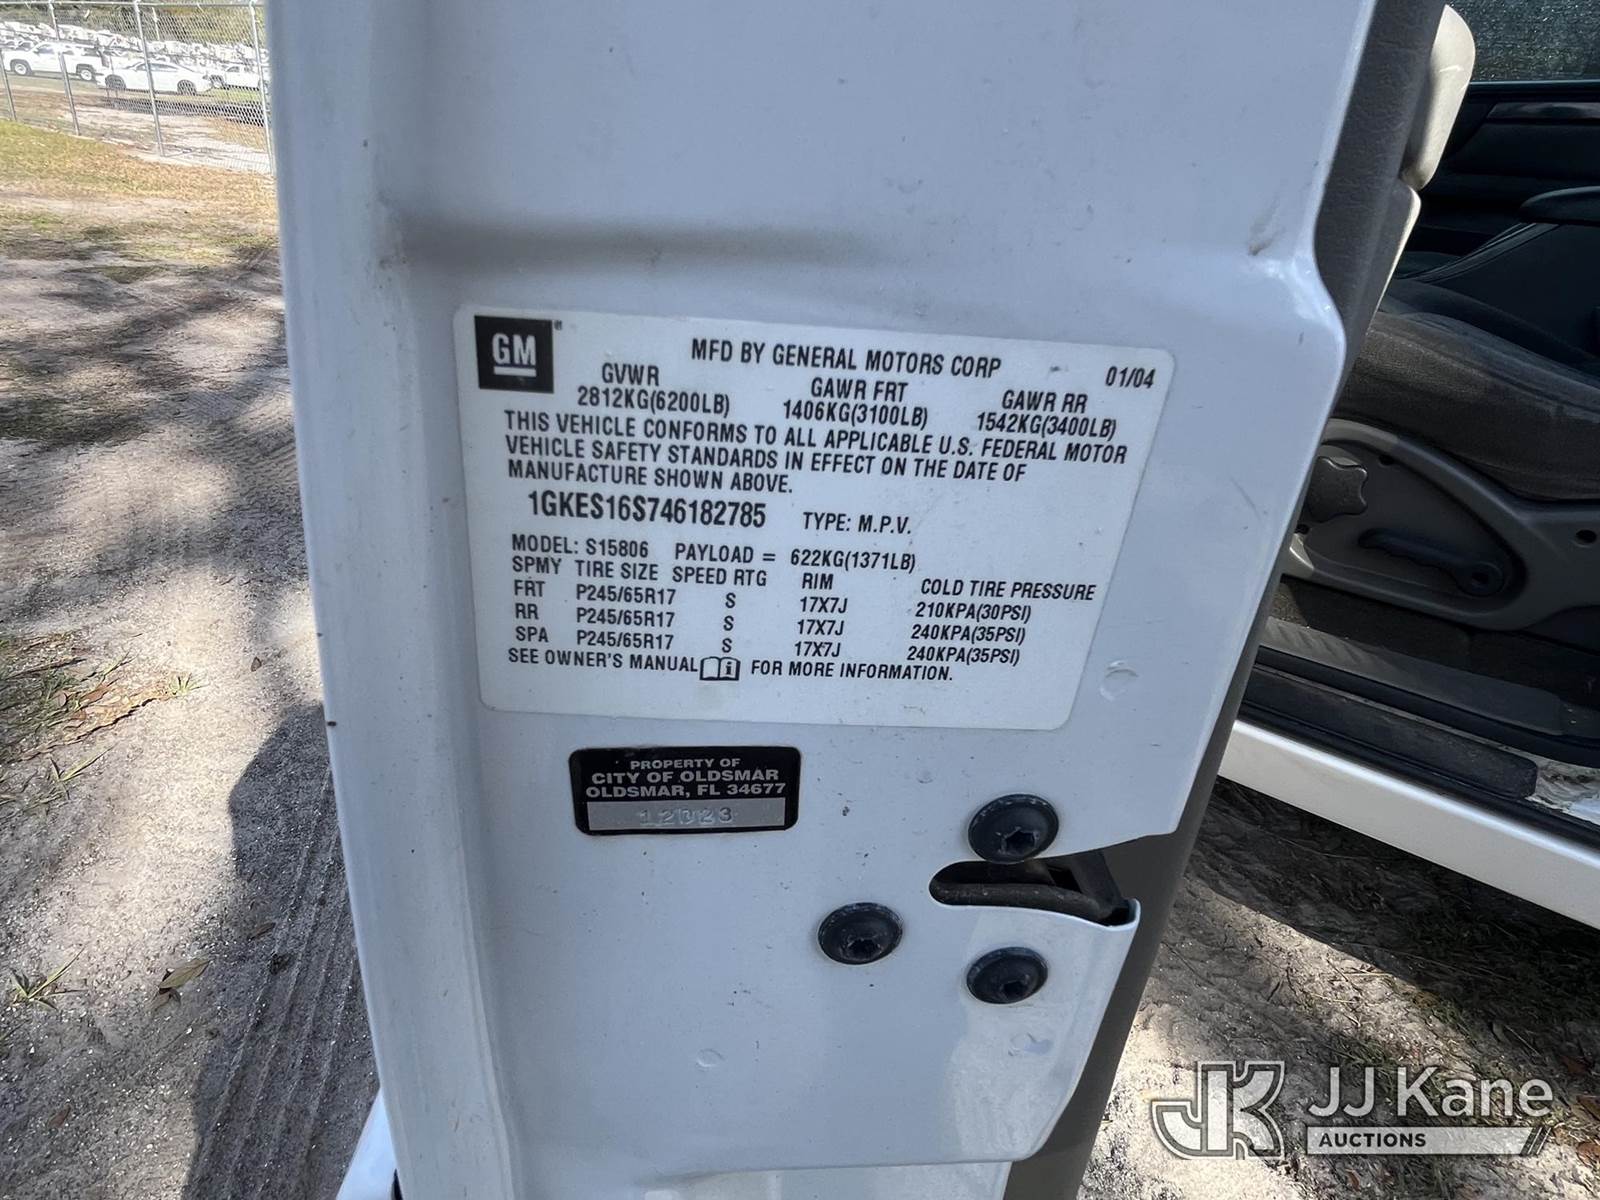 GM
MFD BY GENERAL MOTORS CORP 01/04
GVWR GAWR FRT GAWR RR
2812KG(6200LB) 1406KG(3100LB) 1542KG(3400LB)
THIS VEHICLE CONFORMS TO ALL APPLICABLE U.S. FEDERAL MOTOR
VEHICLE SAFETY STANDARDS IN EFFECT ON THE DATE OF
MANUFACTURE SHOWN ABOVE.
1GKES16S746182785 TYPE: M.P.V.
MODEL: S15806 PAYLOAD = 622KG(1371LB)
SPMY TIRE SIZE SPEED RTG RIM COLD TIRE PRESSURE
FRT P245/65R17 S 17X7J 210KPA(30PSI)
RR P245/65R17 S 17X7J 240KPA(35PSI)
SPA P245/65R17 S 17X7J 240KPA(35PSI)
SEE OWNER'S MANUAL FOR MORE INFORMATION.
PROPERTY OF
CITY OF OLDSMAR
OLDSMAR, FL 34677
JK JJ Kane
AUCTIONS